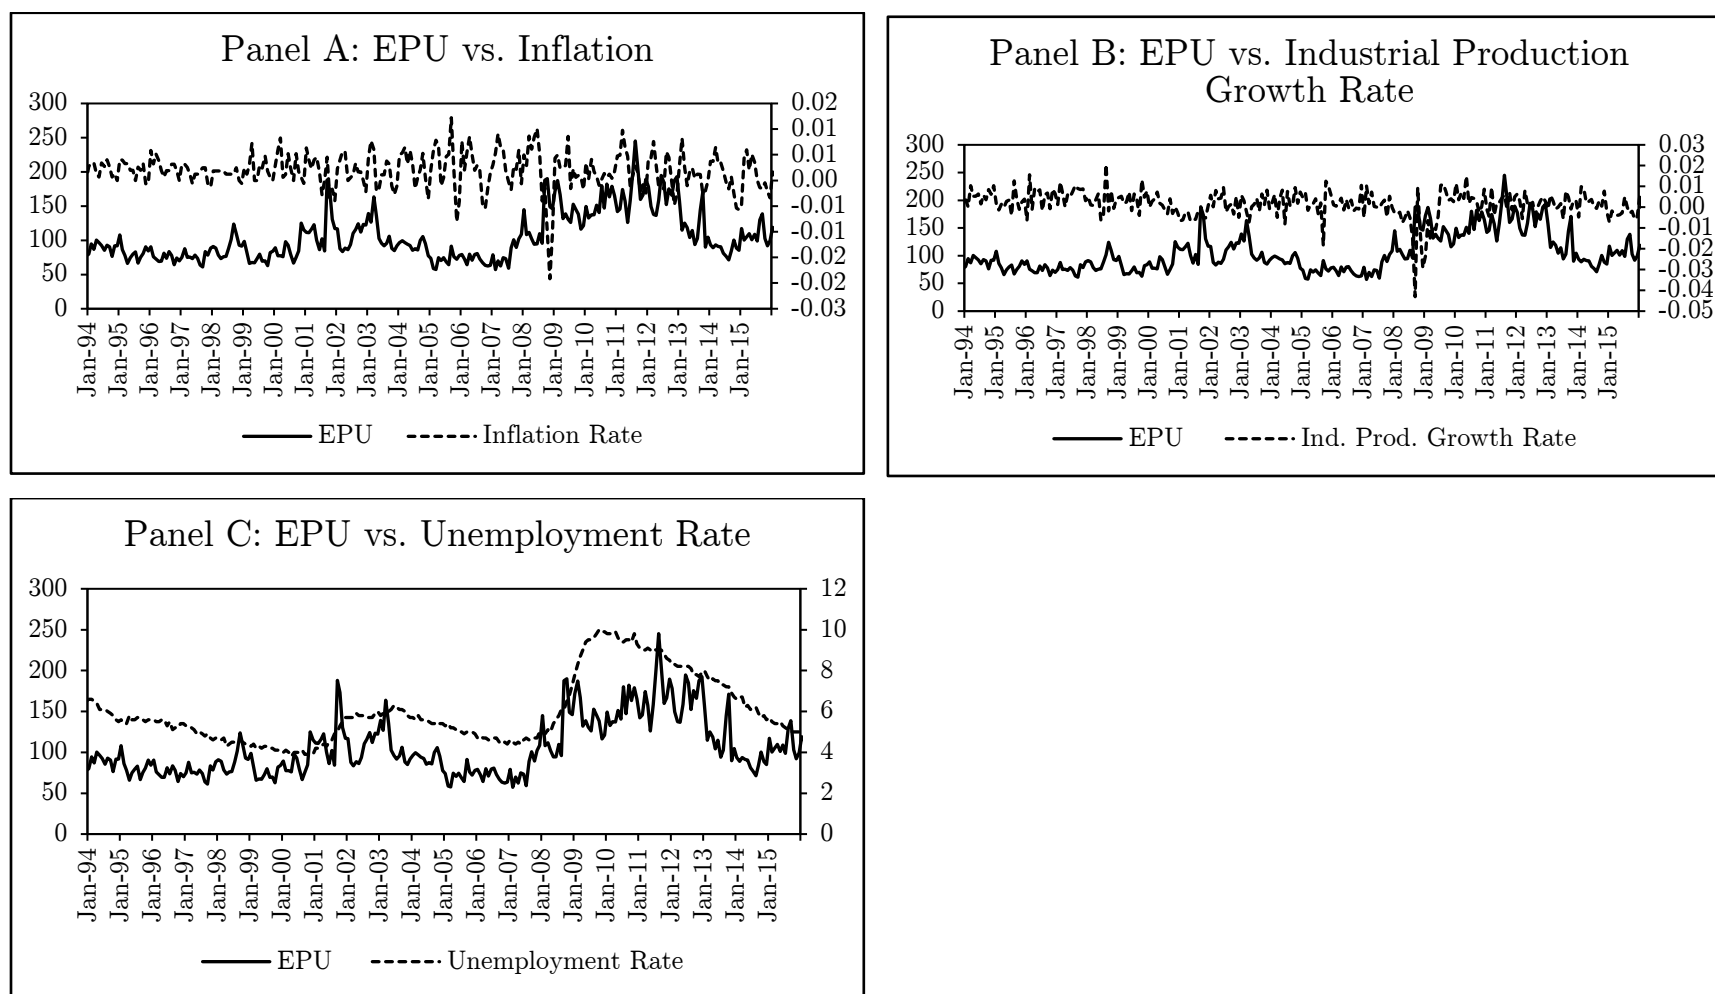 Panel A: EPU vs. Inflation
300
250
200
150
100
50
0
0.02
0.01
0.01
0.00
-0.01
-0.01
-0.02
-0.02
-0.03
Jan-94
Jan-95
Jan-96
Jan-97
Jan-98
Jan-99
Jan-00
Jan-01
Jan-02
Jan-03
Jan-04
Jan-05
Jan-06
Jan-07
Jan-08
Jan-09
Jan-10
Jan-11
Jan-12
Jan-13
Jan-14
Jan-15
EPU
Inflation Rate
Panel B: EPU vs. Industrial Production
Growth Rate
300
250
200
150
100
50
0
0.03
0.02
0.01
0.00
-0.01
-0.02
-0.03
-0.04
-0.05
Jan-94
Jan-95
Jan-96
Jan-97
Jan-98
Jan-99
Jan-00
Jan-01
Jan-02
Jan-03
Jan-04
Jan-05
Jan-06
Jan-07
Jan-08
Jan-09
Jan-10
Jan-11
Jan-12
Jan-13
Jan-14
Jan-15
EPU
Ind. Prod. Growth Rate
Panel C: EPU vs. Unemployment Rate
300
250
200
150
100
50
0
12
10
8
6
4
2
0
Jan-94
Jan-95
Jan-96
Jan-97
Jan-98
Jan-99
Jan-00
Jan-01
Jan-02
Jan-03
Jan-04
Jan-05
Jan-06
Jan-07
Jan-08
Jan-09
Jan-10
Jan-11
Jan-12
Jan-13
Jan-14
Jan-15
EPU
Unemployment Rate